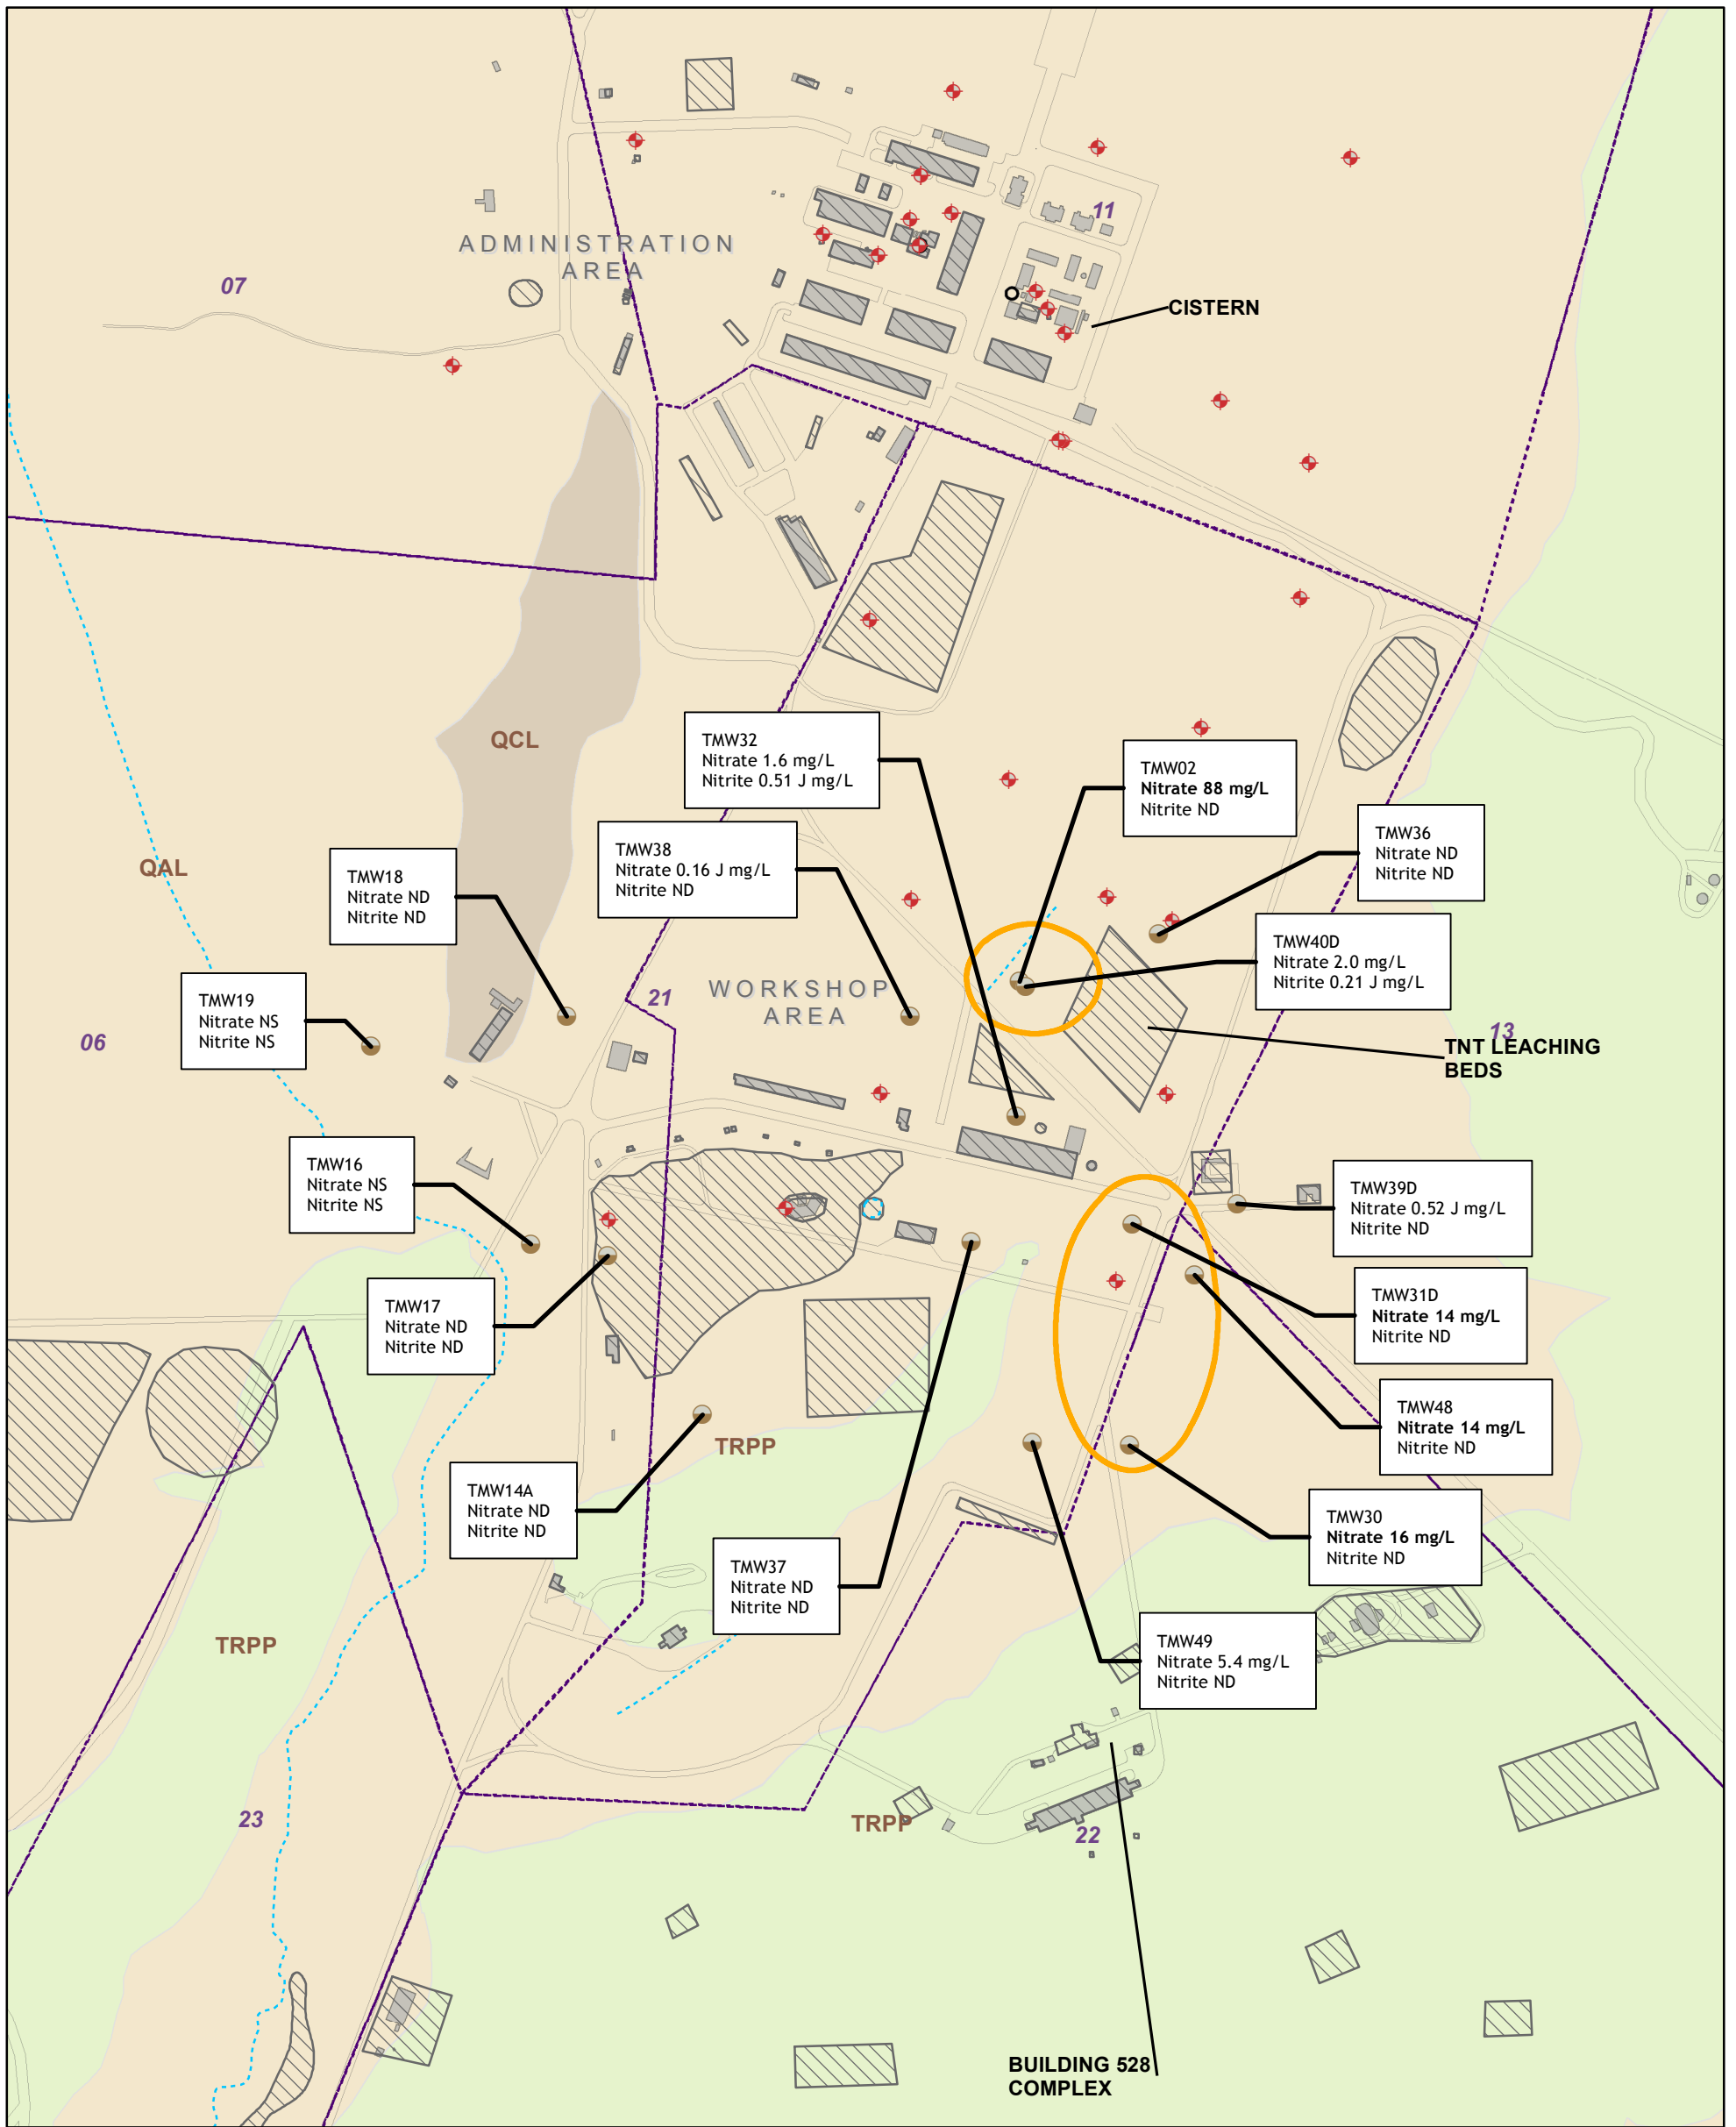 ADMINISTRATION
AREA
11
07
CISTERN
QCL
TMW32
Nitrate 1.6 mg/L
Nitrite 0.51 J mg/L
TMW02
Nitrate 88 mg/L
Nitrite ND
TMW36
Nitrate ND
Nitrite ND
TMW38
Nitrate 0.16 J mg/L
Nitrite ND
QAL
TMW18
Nitrate ND
Nitrite ND
TMW40D
Nitrate 2.0 mg/L
Nitrite 0.21 J mg/L
TMW19
Nitrate NS
Nitrite NS
21
WORKSHOP
AREA
06
13
TNT LEACHING
BEDS
TMW16
Nitrate NS
Nitrite NS
TMW39D
Nitrate 0.52 J mg/L
Nitrite ND
TMW17
Nitrate ND
Nitrite ND
TMW31D
Nitrate 14 mg/L
Nitrite ND
TMW48
Nitrate 14 mg/L
Nitrite ND
TRPP
TMW14A
Nitrate ND
Nitrite ND
TMW30
Nitrate 16 mg/L
Nitrite ND
TMW37
Nitrate ND
Nitrite ND
TRPP
TMW49
Nitrate 5.4 mg/L
Nitrite ND
23
TRPP
22
BUILDING 528
COMPLEX